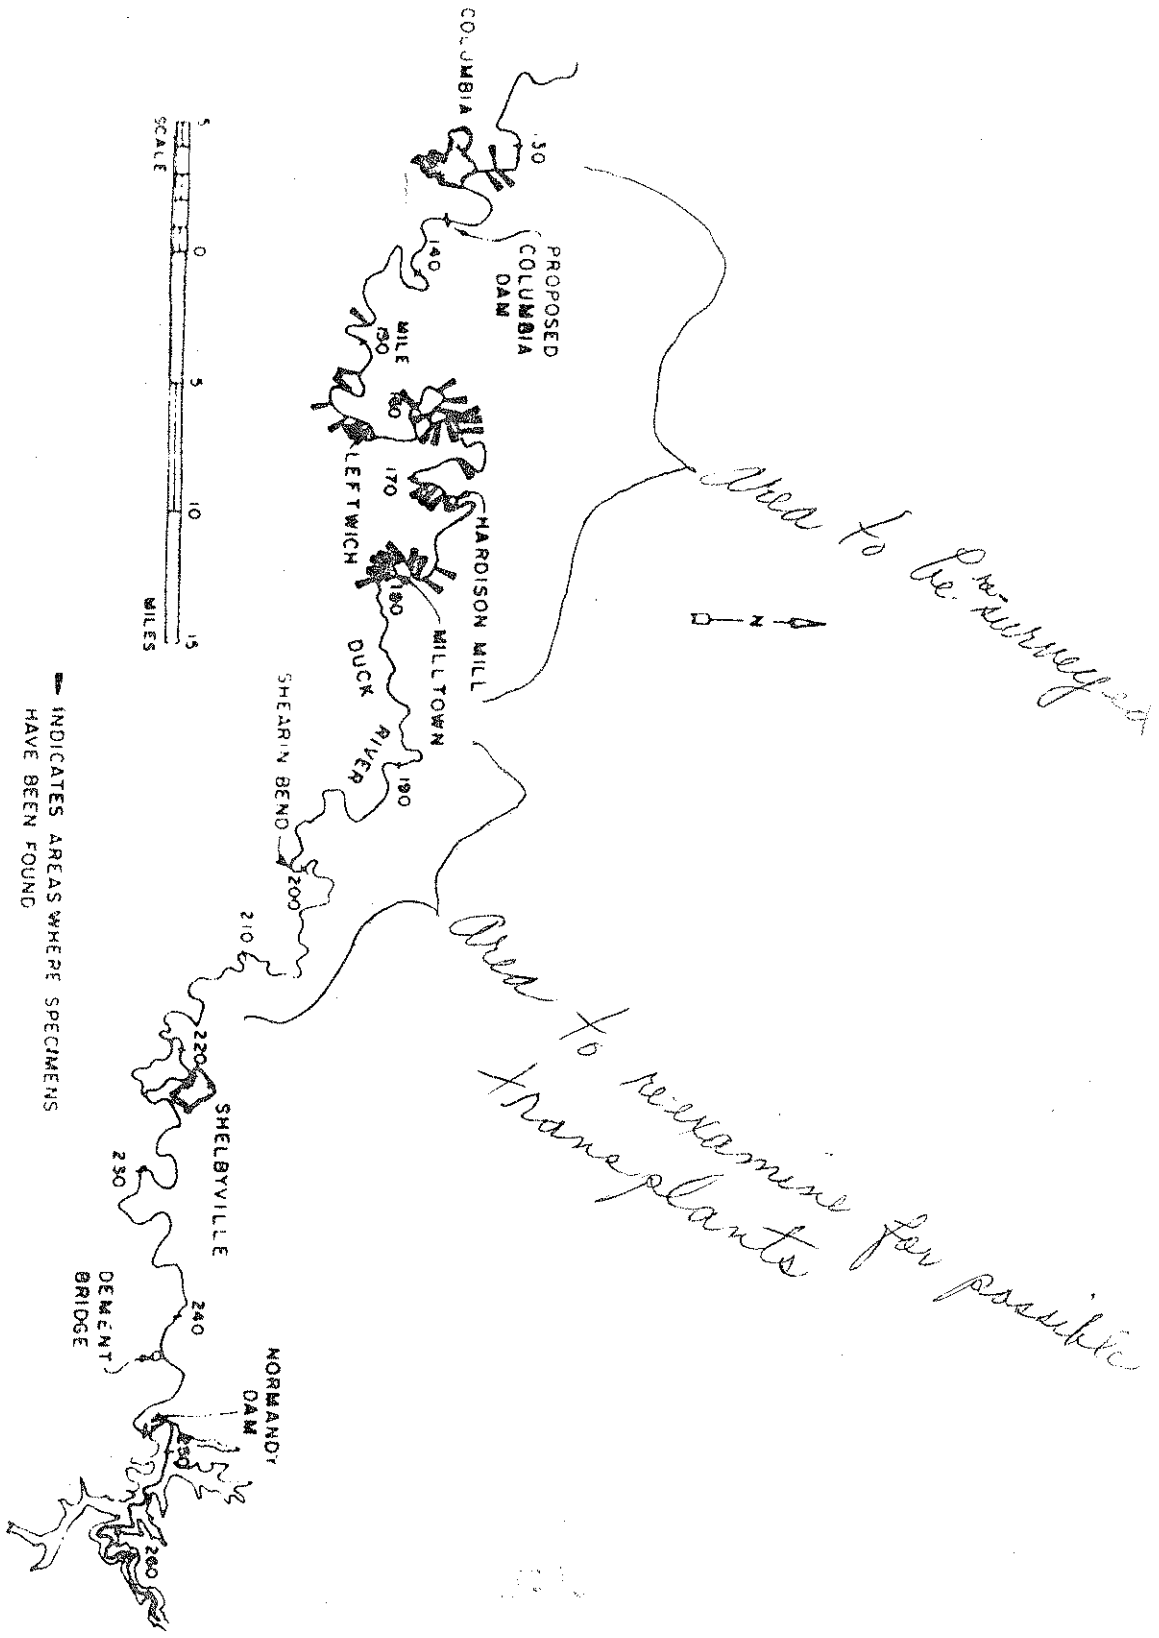 area to be re-surveyed
area to re-examine for possible
transplants
N
COLUMBIA
PROPOSED
COLUMBIA
DAM
140
MILE
150
160
LEFTWICH
170
HARDISON MILL
180
MILLTOWN
DUCK RIVER
190
SHEARIN BEND
200
210
220
SHELBYVILLE
230
240
DEMENT
BRIDGE
NORMANDY
DAM
250
260
5 0 5 10 15
SCALE MILES
INDICATES AREAS WHERE SPECIMENS
HAVE BEEN FOUND